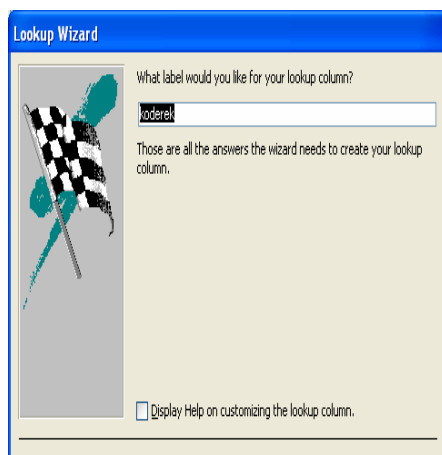 Lookup Wizard
What label would you like for your lookup column?
koderek
Those are all the answers the wizard needs to create your lookup
column.
Display Help on customizing the lookup column.